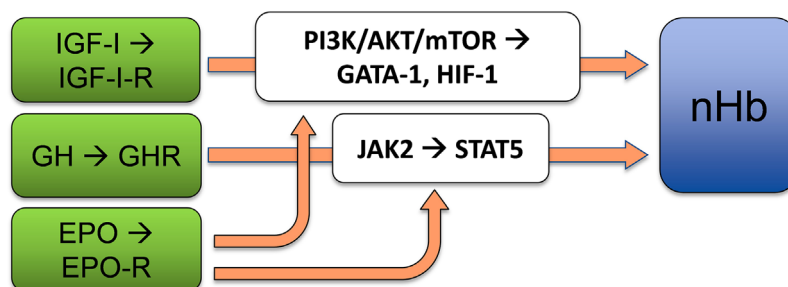 IGF-I →
IGF-I-R
PI3K/AKT/mTOR →
GATA-1, HIF-1
nHb
GH → GHR
JAK2 → STAT5
EPO →
EPO-R